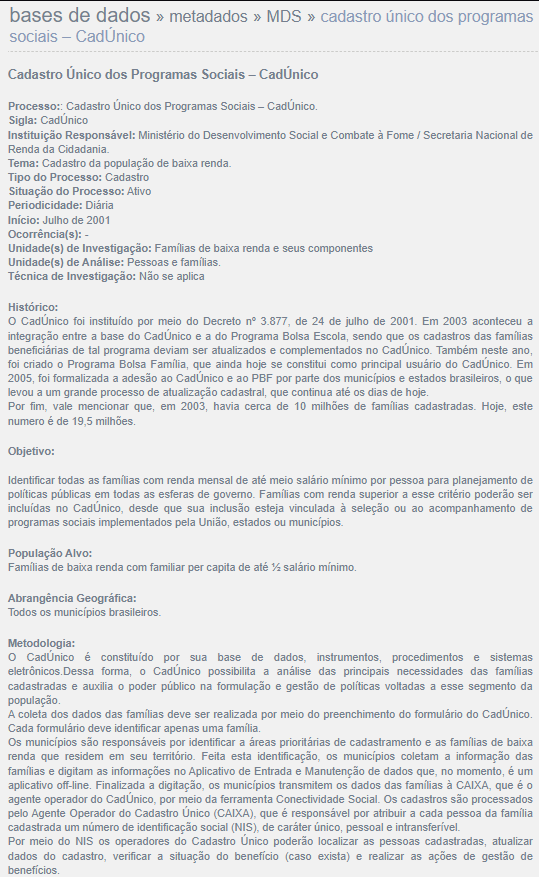 bases de dados » metadados » MDS » cadastro único dos programas
sociais – CadÚnico
Cadastro Único dos Programas Sociais – CadÚnico
Processo:: Cadastro Único dos Programas Sociais – CadÚnico.
Sigla: CadÚnico
Instituição Responsável: Ministério do Desenvolvimento Social e Combate à Fome / Secretaria Nacional de
Renda da Cidadania.
Tema: Cadastro da população de baixa renda.
Tipo do Processo: Cadastro
Situação do Processo: Ativo
Periodicidade: Diária
Início: Julho de 2001
Ocorrência(s): -
Unidade(s) de Investigação: Famílias de baixa renda e seus componentes
Unidade(s) de Análise: Pessoas e famílias.
Técnica de Investigação: Não se aplica
Histórico:
O CadÚnico foi instituído por meio do Decreto nº 3.877, de 24 de julho de 2001. Em 2003 aconteceu a
integração entre a base do CadÚnico e a do Programa Bolsa Escola, sendo que os cadastros das famílias
beneficiárias de tal programa deviam ser atualizados e complementados no CadÚnico. Também neste ano,
foi criado o Programa Bolsa Família, que ainda hoje se constitui como principal usuário do CadÚnico. Em
2005, foi formalizada a adesão ao CadÚnico e ao PBF por parte dos municípios e estados brasileiros, o que
levou a um grande processo de atualização cadastral, que continua até os dias de hoje.
Por fim, vale mencionar que, em 2003, havia cerca de 10 milhões de famílias cadastradas. Hoje, este
numero é de 19,5 milhões.
Objetivo:
Identificar todas as famílias com renda mensal de até meio salário mínimo por pessoa para planejamento de
políticas públicas em todas as esferas de governo. Famílias com renda superior a esse critério poderão ser
incluídas no CadÚnico, desde que sua inclusão esteja vinculada à seleção ou ao acompanhamento de
programas sociais implementados pela União, estados ou municípios.
População Alvo:
Famílias de baixa renda com familiar per capita de até ½ salário mínimo.
Abrangência Geográfica:
Todos os municípios brasileiros.
Metodologia:
O CadÚnico é constituído por sua base de dados, instrumentos, procedimentos e sistemas
eletrônicos.Dessa forma, o CadÚnico possibilita a análise das principais necessidades das famílias
cadastradas e auxilia o poder público na formulação e gestão de políticas voltadas a esse segmento da
população.
A coleta dos dados das famílias deve ser realizada por meio do preenchimento do formulário do CadÚnico.
Cada formulário deve identificar apenas uma família.
Os municípios são responsáveis por identificar a áreas prioritárias de cadastramento e as famílias de baixa
renda que residem em seu território. Feita esta identificação, os municípios coletam a informação das
famílias e digitam as informações no Aplicativo de Entrada e Manutenção de dados que, no momento, é um
aplicativo off-line. Finalizada a digitação, os municípios transmitem os dados das famílias à CAIXA, que é o
agente operador do CadÚnico, por meio da ferramenta Conectividade Social. Os cadastros são processados
pelo Agente Operador do Cadastro Único (CAIXA), que é responsável por atribuir a cada pessoa da família
cadastrada um número de identificação social (NIS), de caráter único, pessoal e intransferível.
Por meio do NIS os operadores do Cadastro Único poderão localizar as pessoas cadastradas, atualizar
dados do cadastro, verificar a situação do benefício (caso exista) e realizar as ações de gestão de
benefícios.